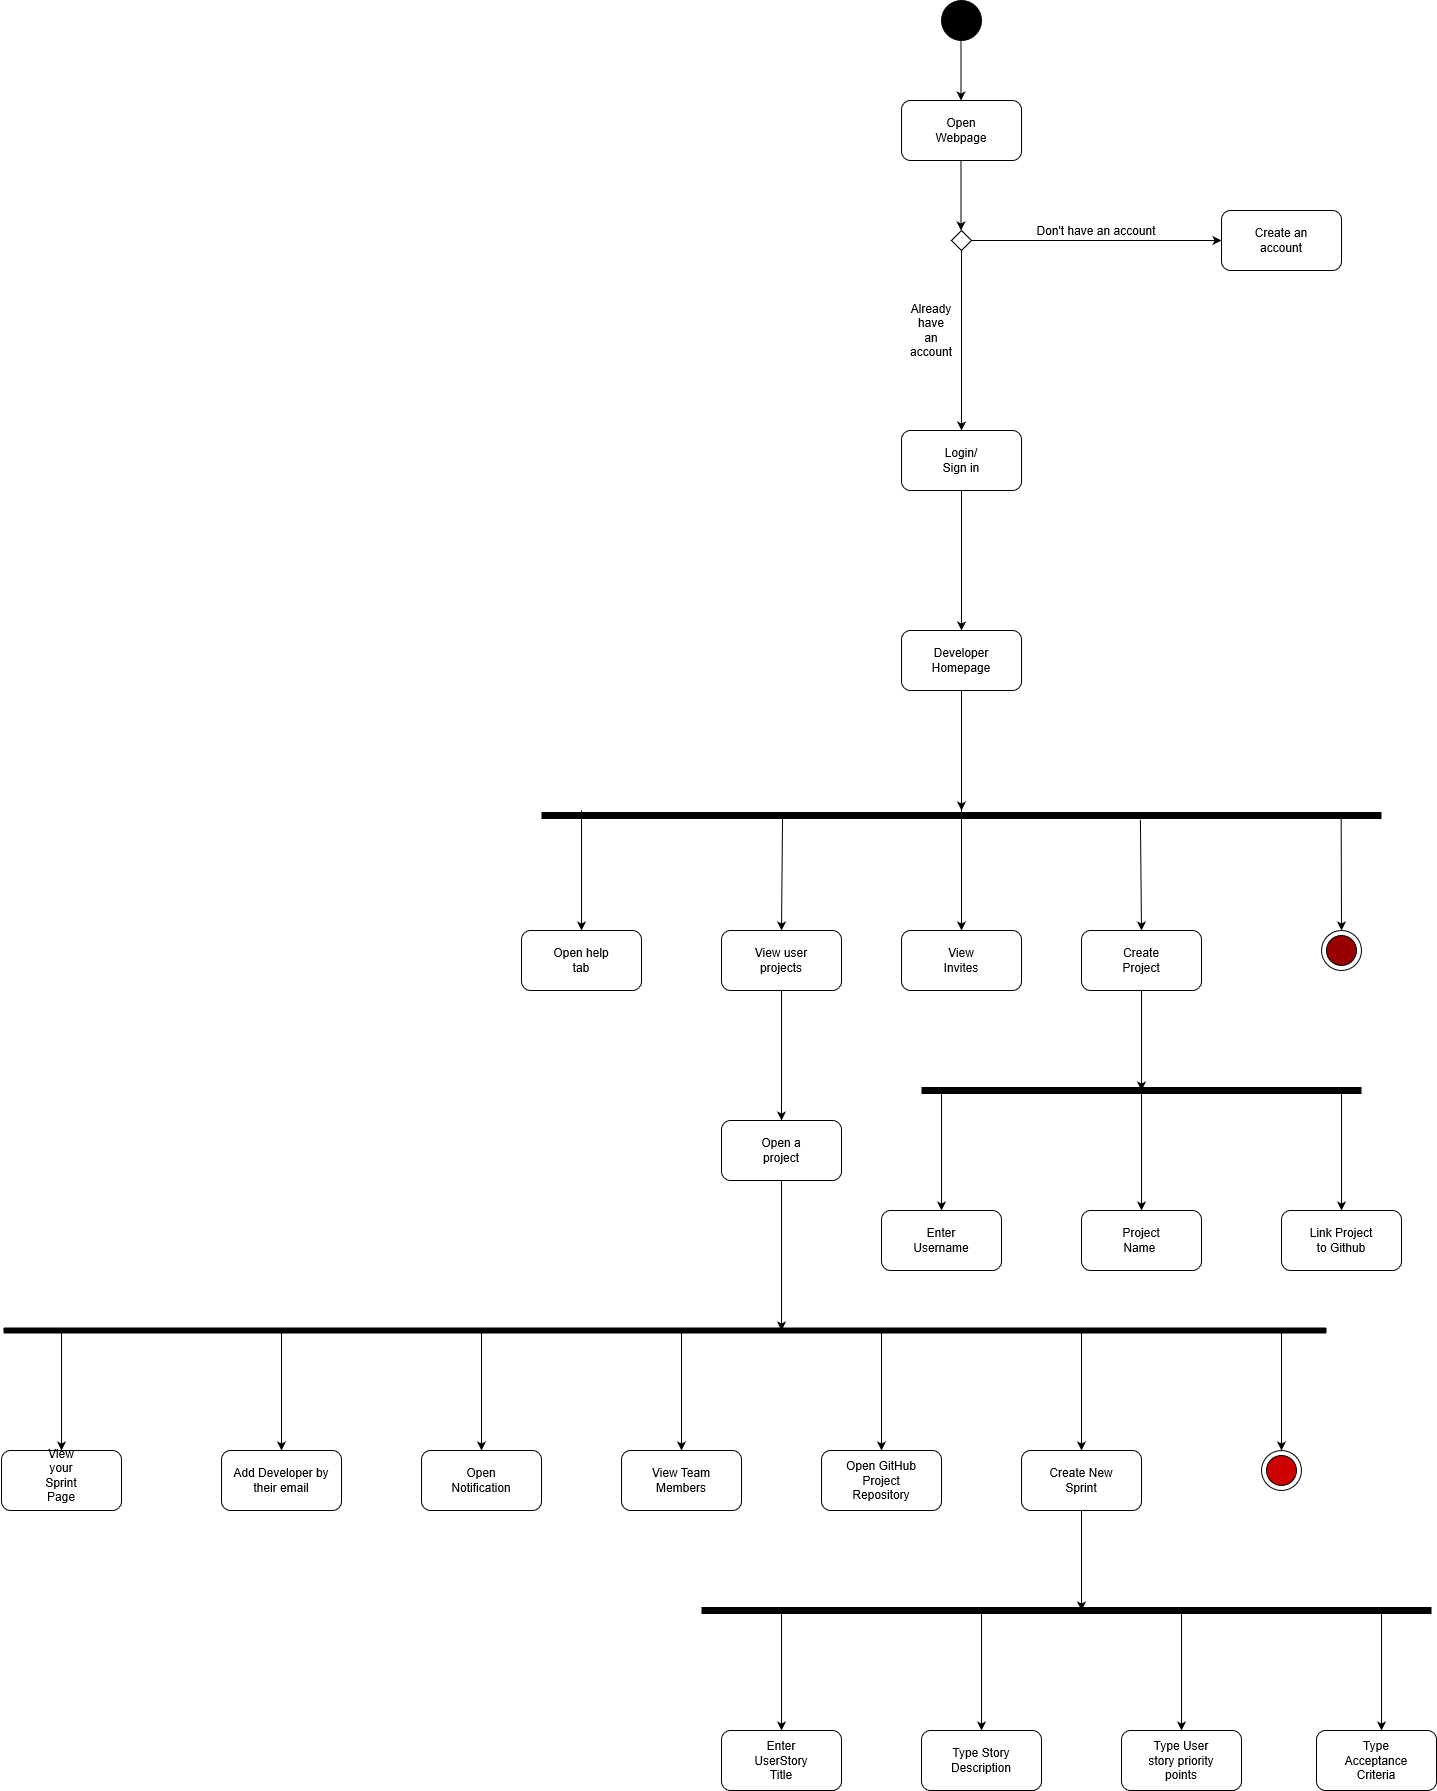 Open
Webpage
Don't have an account
Create an
account
Already
have
an
account
Login/
Sign in
Developer
Homepage
Open help
tab
View user
projects
View
Invites
Create
Project
Open a
project
Enter
Username
Project
Name
Link Project
to Github
View
your
Sprint
Page
Add Developer by
their email
Open
Notification
View Team
Members
Open GitHub
Project
Repository
Create New
Sprint
Enter
UserStory
Title
Type Story
Description
Type User
story priority
points
Type
Acceptance
Criteria